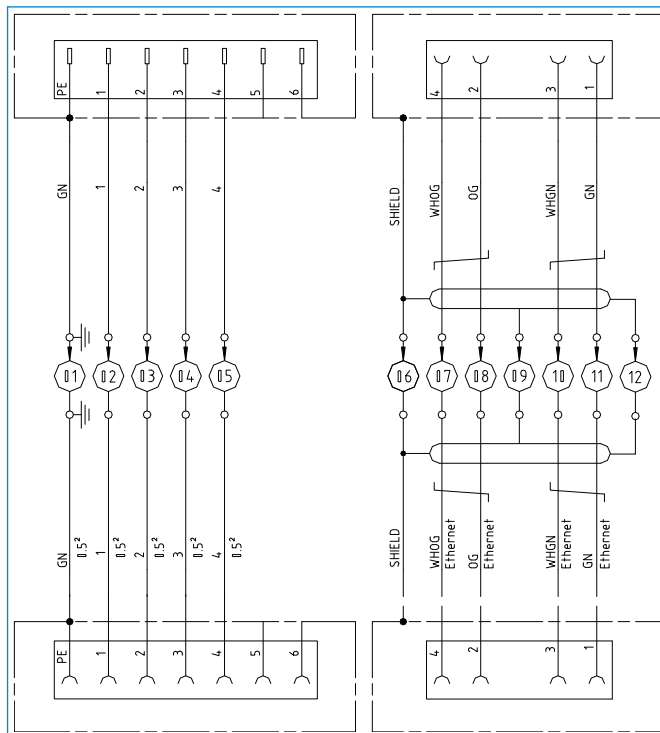 PE 1 2 3 4 5 6
4 2 3 1
GN 1 2 3 4
SHIELD WHOG OG WHGN GN
01 02 03 04 05 06 07 08 09 10 11 12
GN 0.5² 1 0.5² 2 0.5² 3 0.5² 4 0.5²
SHIELD WHOG Ethernet OG Ethernet WHGN Ethernet GN Ethernet
PE 1 2 3 4 5 6
4 2 3 1